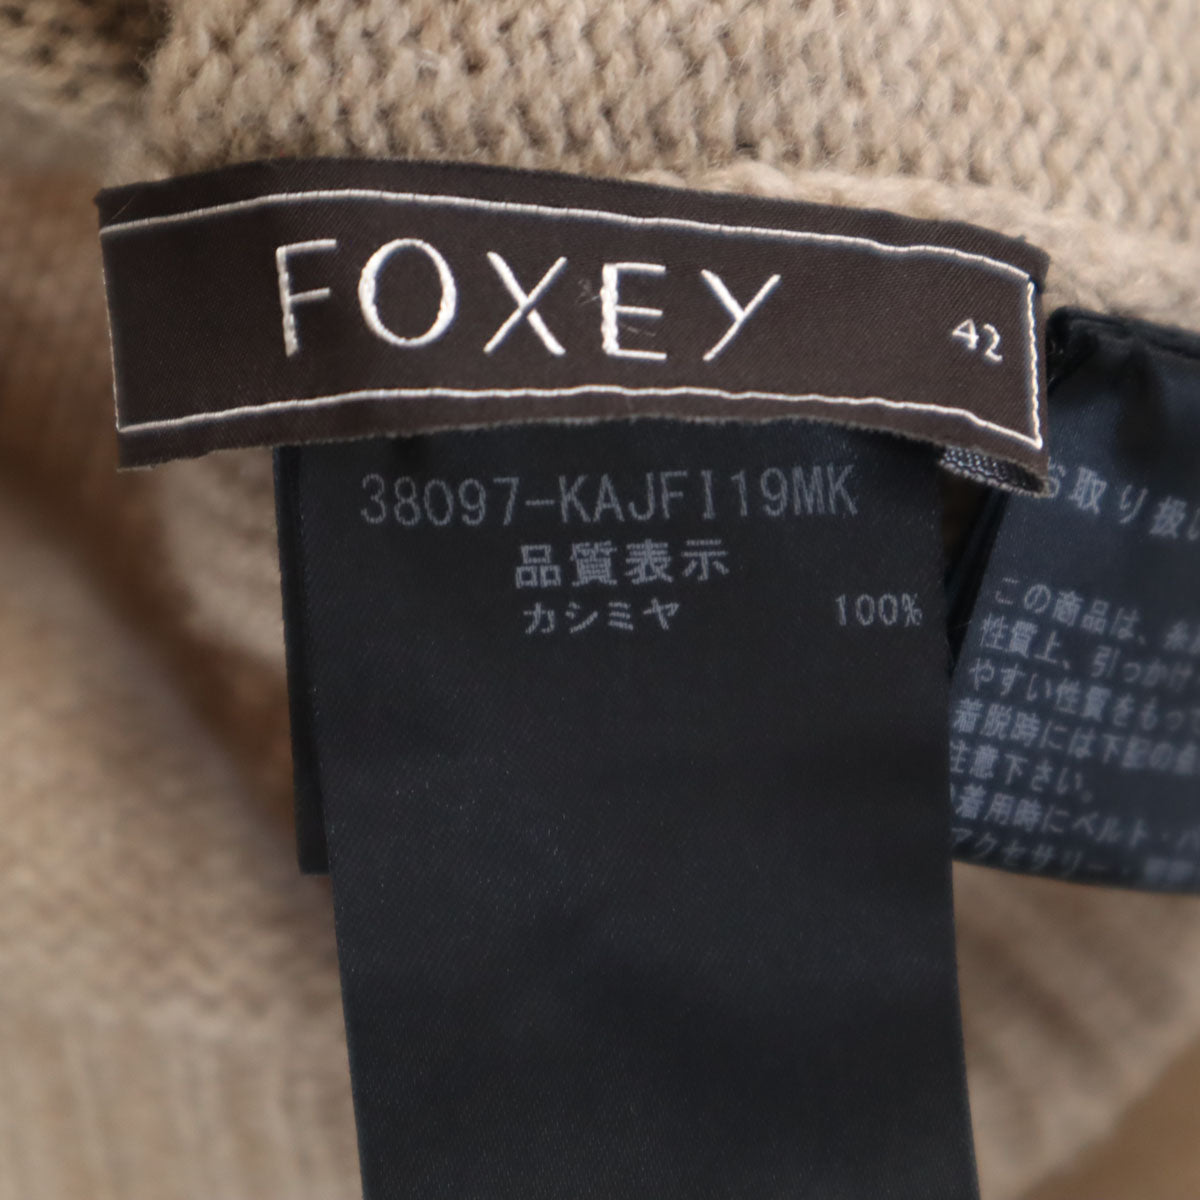 FOXEY
42
38097-KAJFI19MK
品質表示
カシミヤ 100%
お取り扱い
この商品は、
性質上、引っかけ
やすい性質をもっ
着脱時には下記の
注意下さい。
着用時にベルト・
アクセサリー・